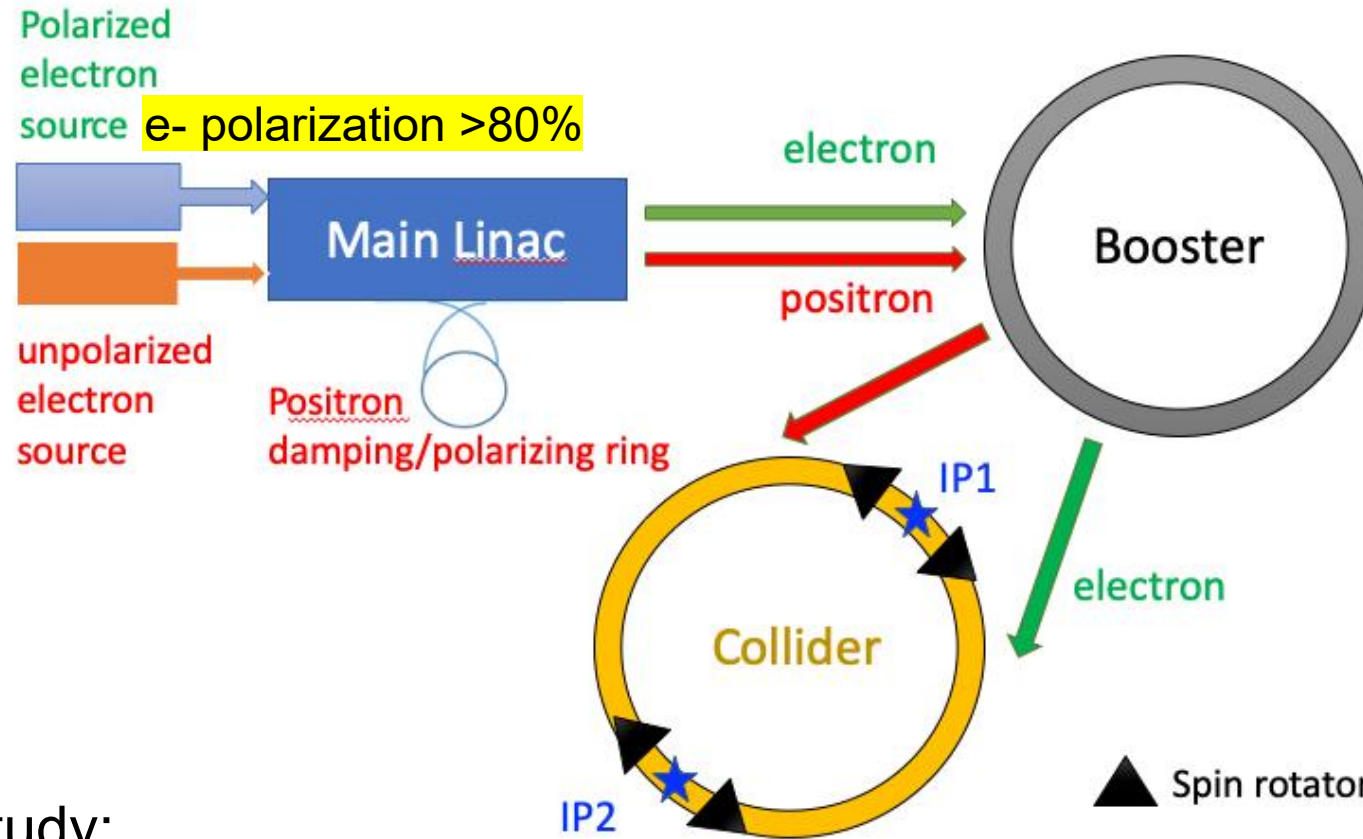 Polarized
electron
source
e- polarization >80%
electron
Main Linac
Booster
positron
unpolarized
electron
source
Positron
damping/polarizing ring
IP1
electron
Collider
IP2
Spin rotator